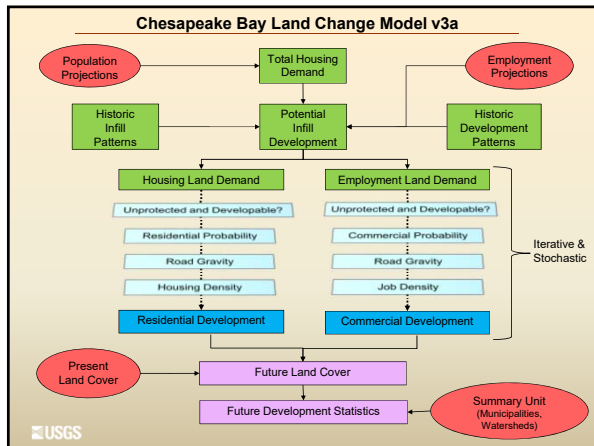 Chesapeake Bay Land Change Model v3a
Population
Projections
Total Housing
Demand
Employment
Projections
Historic
Infill
Patterns
Potential
Infill
Development
Historic
Development
Patterns
Housing Land Demand
Employment Land Demand
Unprotected and Developable?
Unprotected and Developable?
Residential Probability
Commercial Probability
Road Gravity
Road Gravity
Housing Density
Job Density
Iterative &
Stochastic
Residential Development
Commercial Development
Present
Land Cover
Future Land Cover
Future Development Statistics
Summary Unit
(Municipalities,
Watersheds)
USGS